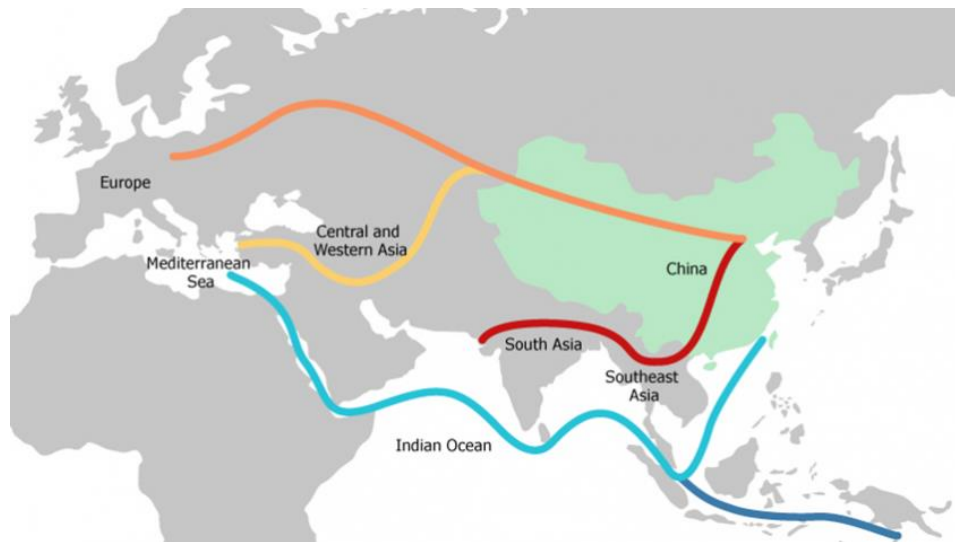 Europe
Central and
Western Asia
Mediterranean
Sea
China
South Asia
Southeast
Asia
Indian Ocean